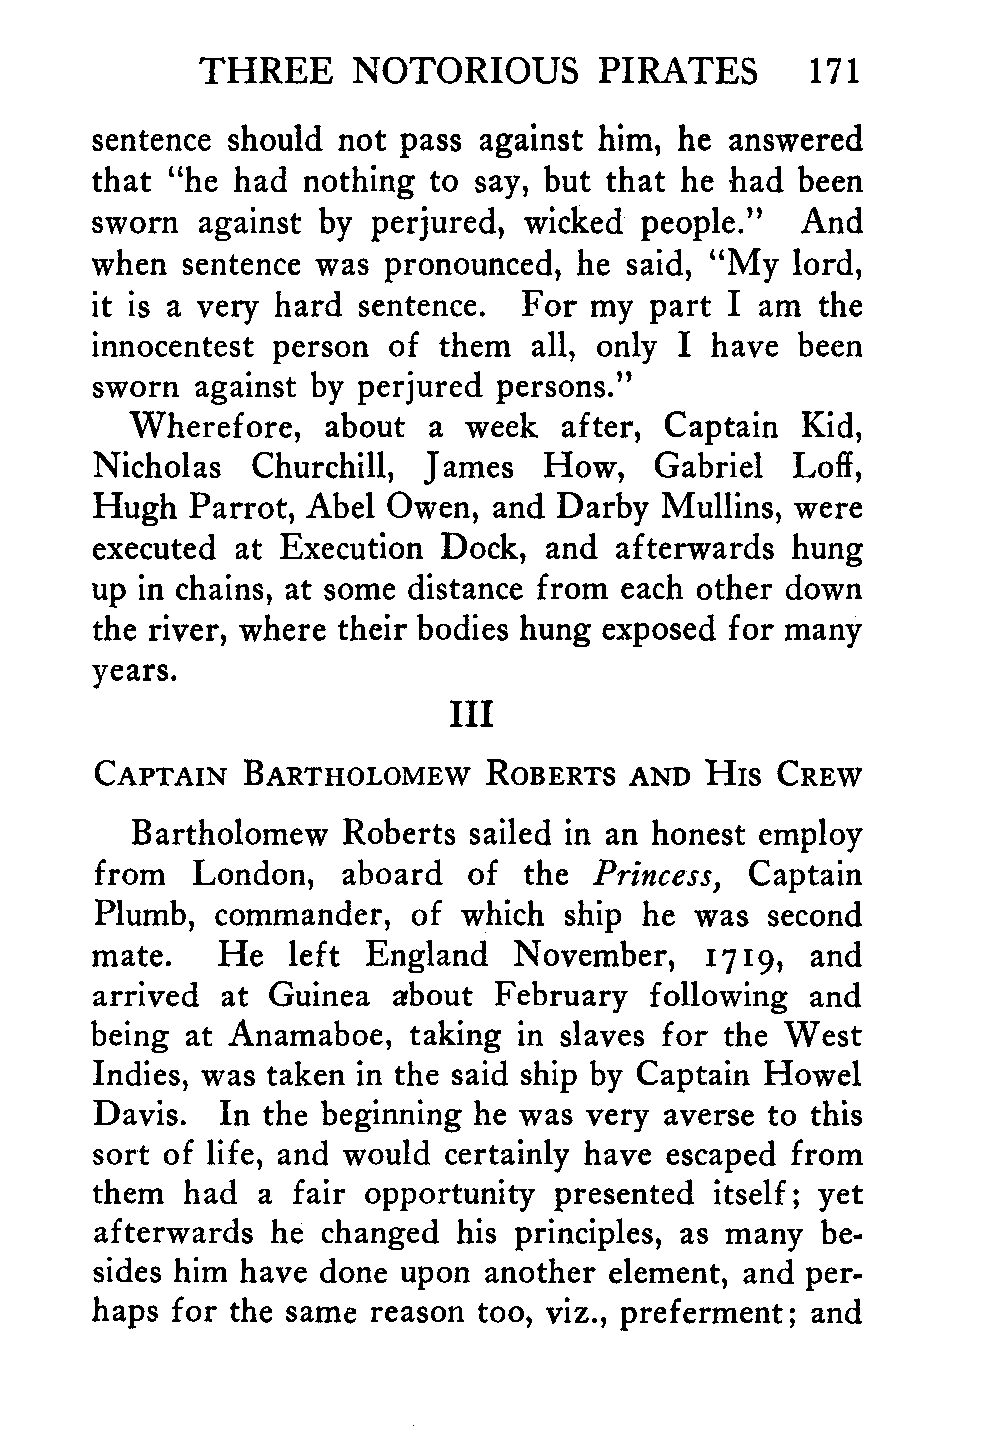 THREE NOTORIOUS PIRATES 171
sentence should not pass against him, he answered
that “he had nothing to say, but that he had been
sworn against by perjured, wicked people.” And
when sentence was pronounced, he said, “My lord,
it is a very hard sentence. For my part I am the
innocentest person of them all, only I have been
sworn against by perjured persons.”
Wherefore, about a week after, Captain Kid,
Nicholas Churchill, James How, Gabriel Loff,
Hugh Parrot, Abel Owen, and Darby Mullins, were
executed at Execution Dock, and afterwards hung
up in chains, at some distance from each other down
the river, where their bodies hung exposed for many
years.
III
CAPTAIN BARTHOLOMEW ROBERTS AND HIS CREW
Bartholomew Roberts sailed in an honest employ
from London, aboard of the Princess, Captain
Plumb, commander, of which ship he was second
mate. He left England November, 1719, and
arrived at Guinea about February following and
being at Anamaboe, taking in slaves for the West
Indies, was taken in the said ship by Captain Howel
Davis. In the beginning he was very averse to this
sort of life, and would certainly have escaped from
them had a fair opportunity presented itself; yet
afterwards he changed his principles, as many be-
sides him have done upon another element, and per-
haps for the same reason too, viz., preferment; and